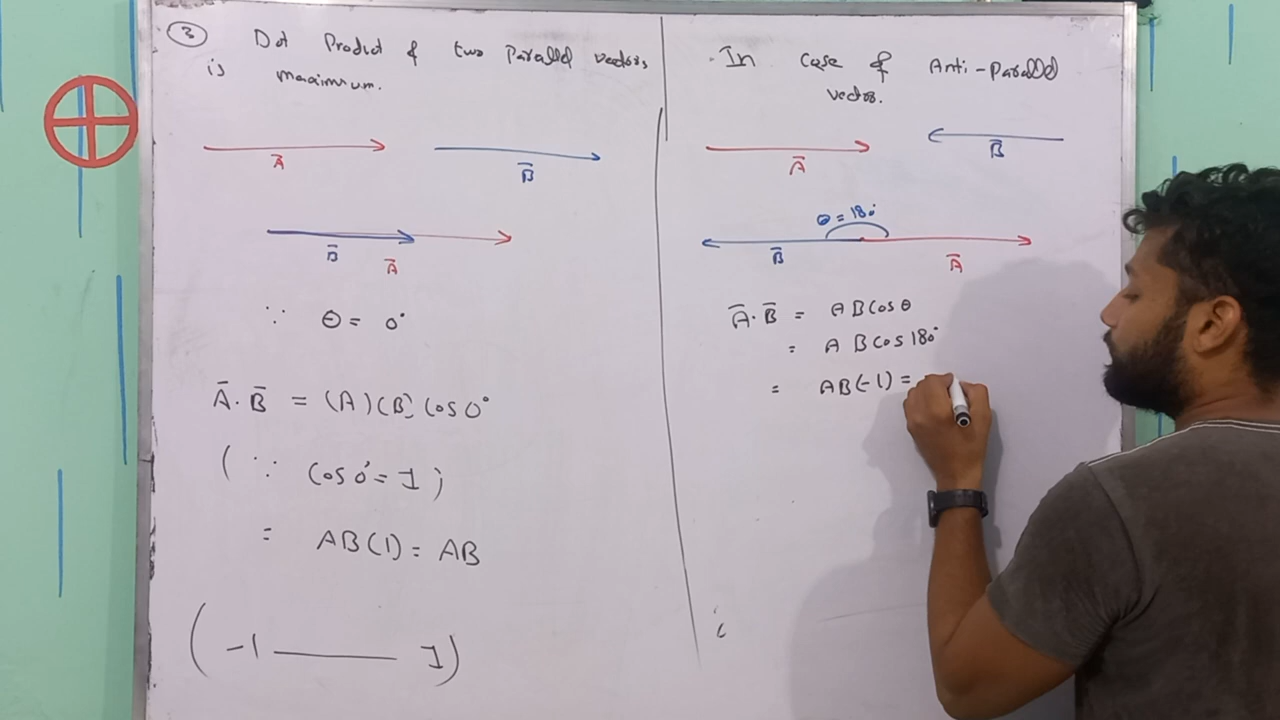 ③ Dot Product of two Parallel vectors
is maximum.
A̅
B̅
B̅
A̅
∵ θ = 0°
A̅.B̅ = (A)(B) Cos 0°
( ∵ Cos 0° = 1 )
= AB(1) = AB
( -1 —— 1 )
In case of Anti-Parallel
vector.
A̅
B̅
θ = 180°
B̅
A̅
A̅.B̅ = AB Cos θ
= AB Cos 180°
= AB(-1) =